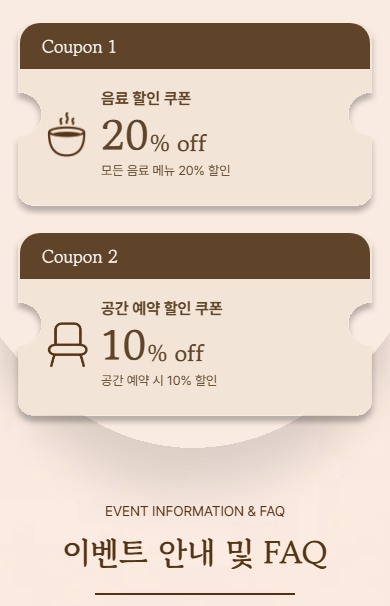 Coupon 1
음료 할인 쿠폰
20% off
모든 음료 메뉴 20% 할인
Coupon 2
공간 예약 할인 쿠폰
10% off
공간 예약 시 10% 할인
EVENT INFORMATION & FAQ
이벤트 안내 및 FAQ